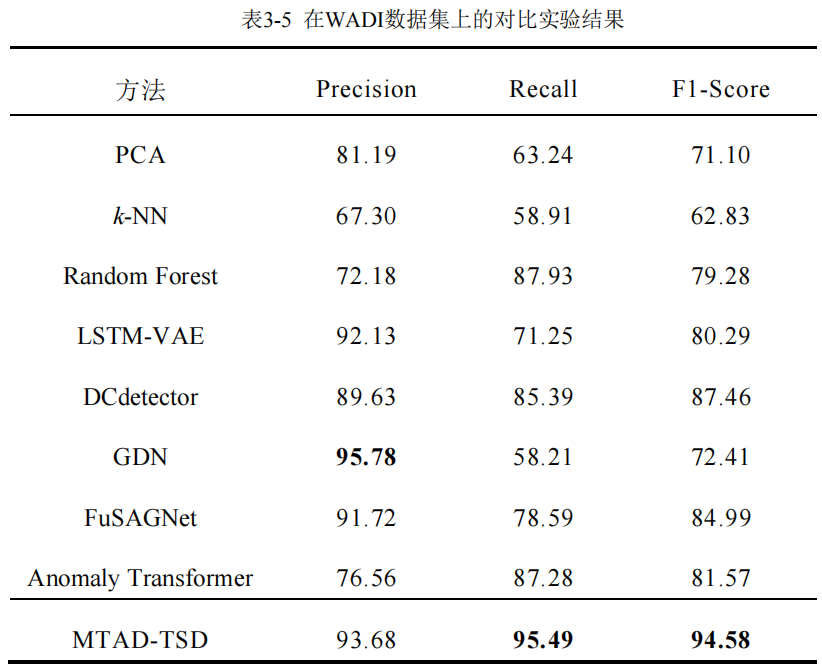 表3-5 在WADI数据集上的对比实验结果
方法 Precision Recall F1-Score
PCA 81.19 63.24 71.10
k-NN 67.30 58.91 62.83
Random Forest 72.18 87.93 79.28
LSTM-VAE 92.13 71.25 80.29
DCdetector 89.63 85.39 87.46
GDN 95.78 58.21 72.41
FuSAGNet 91.72 78.59 84.99
Anomaly Transformer 76.56 87.28 81.57
MTAD-TSD 93.68 95.49 94.58